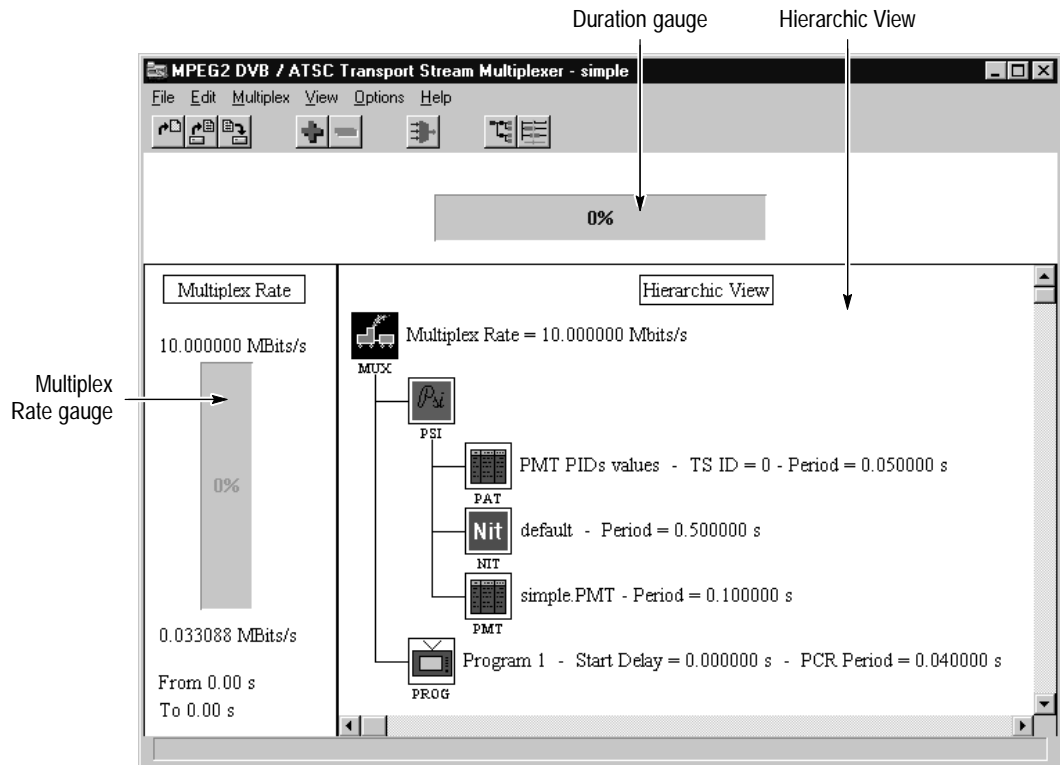 Duration gauge
Hierarchic View
MPEG2 DVB / ATSC Transport Stream Multiplexer - simple
File Edit Multiplex View Options Help
0%
Multiplex Rate
Hierarchic View
10.000000 MBits/s
Multiplex Rate = 10.000000 Mbits/s
MUX
Multiplex
Rate gauge
Psi
PSI
0%
PMT PIDs values - TS ID = 0 - Period = 0.050000 s
PAT
Nit
default - Period = 0.500000 s
NIT
simple.PMT - Period = 0.100000 s
PMT
0.033088 MBits/s
Program 1 - Start Delay = 0.000000 s - PCR Period = 0.040000 s
PROG
From 0.00 s
To 0.00 s